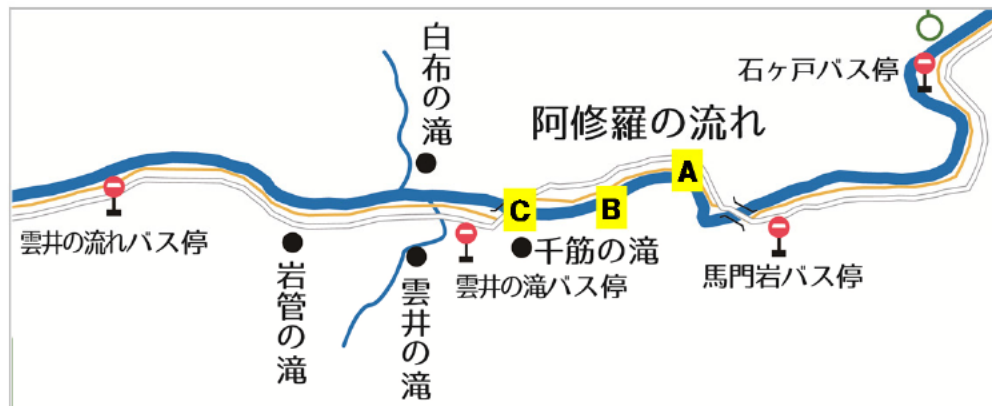 白布の滝
石ヶ戸バス停
阿修羅の流れ
A
B
C
千筋の滝
雲井の流れバス停
岩管の滝
雲井の滝
雲井の滝バス停
馬門岩バス停